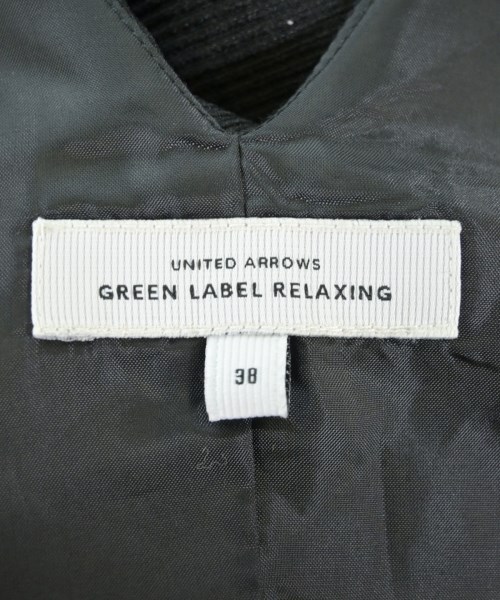 UNITED ARROWS
GREEN LABEL RELAXING
38